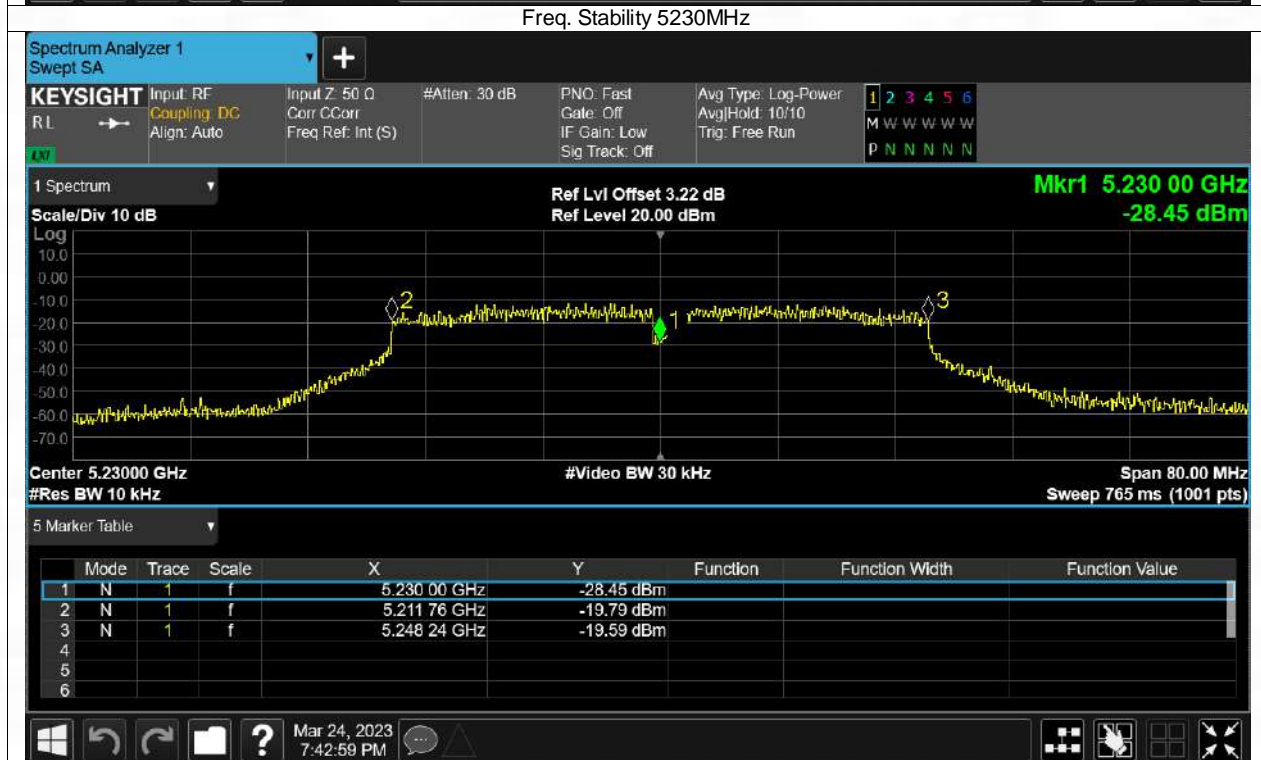 Freq. Stability 5230MHz
Spectrum Analyzer 1
Swept SA
+
KEYSIGHT Input: RF Input Z: 50 Ω #Atten: 30 dB PNO: Fast Avg Type: Log-Power 1 2 3 4 5 6
RL Coupling: DC Corr CCorr Gate: Off Avg|Hold: 10/10 M W W W W W
Align: Auto Freq Ref: Int (S) IF Gain: Low Trig: Free Run
LXI Sig Track: Off P N N N N N
1 Spectrum Ref Lvl Offset 3.22 dB Mkr1 5.230 00 GHz
Scale/Div 10 dB Ref Level 20.00 dBm -28.45 dBm
Log
10.0
0.00
-10.0 2 3
-20.0 1
-30.0
-40.0
-50.0
-60.0
-70.0
Center 5.23000 GHz #Video BW 30 kHz Span 80.00 MHz
#Res BW 10 kHz Sweep 765 ms (1001 pts)
5 Marker Table
Mode Trace Scale X Y Function Function Width Function Value
1 N 1 f 5.230 00 GHz -28.45 dBm
2 N 1 f 5.211 76 GHz -19.79 dBm
3 N 1 f 5.248 24 GHz -19.59 dBm
4
5
6
? Mar 24, 2023
7:42:59 PM